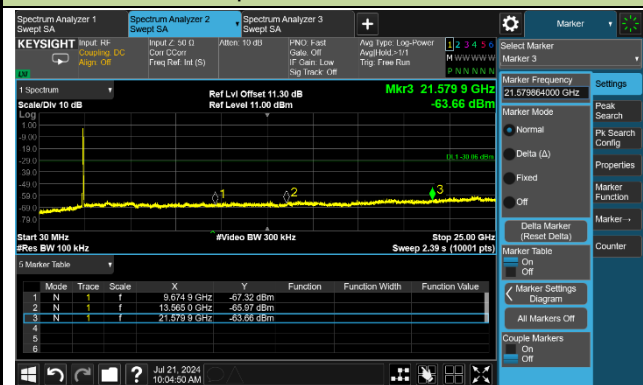 Spectrum Analyzer 1
Swept SA
Spectrum Analyzer 2
Swept SA
Spectrum Analyzer 3
Swept SA
+
Marker
KEYSIGHT
Input: RF
Coupling: DC
Align: Off
Input Z: 50 Ω
Corr CCorr
Freq Ref: Int (S)
Atten: 10 dB
PNO: Fast
Gate: Off
IF Gain: Low
Sig Track: Off
Avg Type: Log-Power
Avg|Hold:>1/1
Trig: Free Run
1 2 3 4 5 6
M W W W W W
P N N N N N
Select Marker
Marker 3
LXI
1 Spectrum
Scale/Div 10 dB
Ref Lvl Offset 11.30 dB
Ref Level 11.00 dBm
Mkr3 21.579 9 GHz
-63.66 dBm
Log
1.00
-9.00
-19.0
-29.0
-39.0
-49.0
-59.0
-69.0
-79.0
DL1 -30.05 dBm
1
2
3
Start 30 MHz
#Res BW 100 kHz
#Video BW 300 kHz
Stop 25.00 GHz
Sweep 2.39 s (10001 pts)
5 Marker Table
Mode Trace Scale X Y Function Function Width Function Value
1 N 1 f 9.674 9 GHz -67.32 dBm
2 N 1 f 13.565 0 GHz -65.97 dBm
3 N 1 f 21.579 9 GHz -63.66 dBm
4
5
6
Marker Frequency
21.579864000 GHz
Marker Mode
Normal
Delta (Δ)
Fixed
Off
Delta Marker
(Reset Delta)
Marker Table
On
Off
Marker Settings
Diagram
All Markers Off
Couple Markers
On
Off
Settings
Peak
Search
Pk Search
Config
Properties
Marker
Function
Marker→
Counter
?
Jul 21, 2024
10:04:50 AM